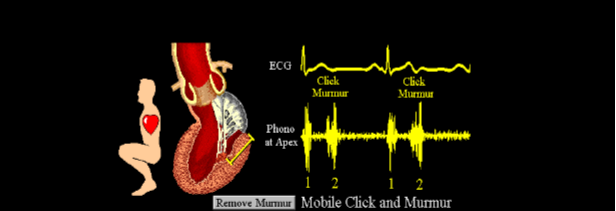 ECG
Click
Murmur
Click
Murmur
Phono
at Apex
1 2 1 2
Remove Murmur
Mobile Click and Murmur